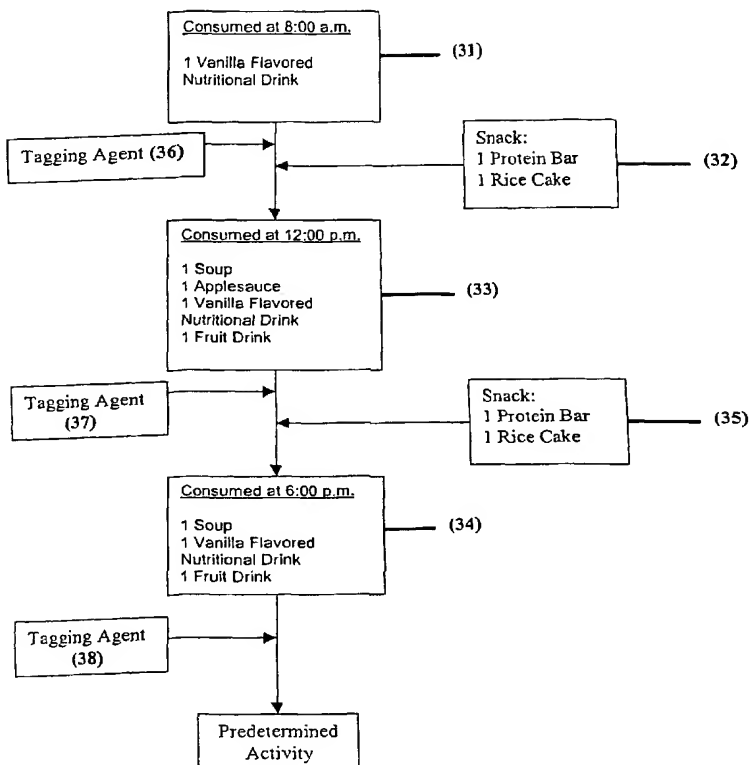 Consumed at 8:00 a.m.
1 Vanilla Flavored
Nutritional Drink
(31)
Tagging Agent (36)
Snack:
1 Protein Bar
1 Rice Cake
(32)
Consumed at 12:00 p.m.
1 Soup
1 Applesauce
1 Vanilla Flavored
Nutritional Drink
1 Fruit Drink
(33)
Tagging Agent
(37)
Snack:
1 Protein Bar
1 Rice Cake
(35)
Consumed at 6:00 p.m.
1 Soup
1 Vanilla Flavored
Nutritional Drink
1 Fruit Drink
(34)
Tagging Agent
(38)
Predetermined
Activity